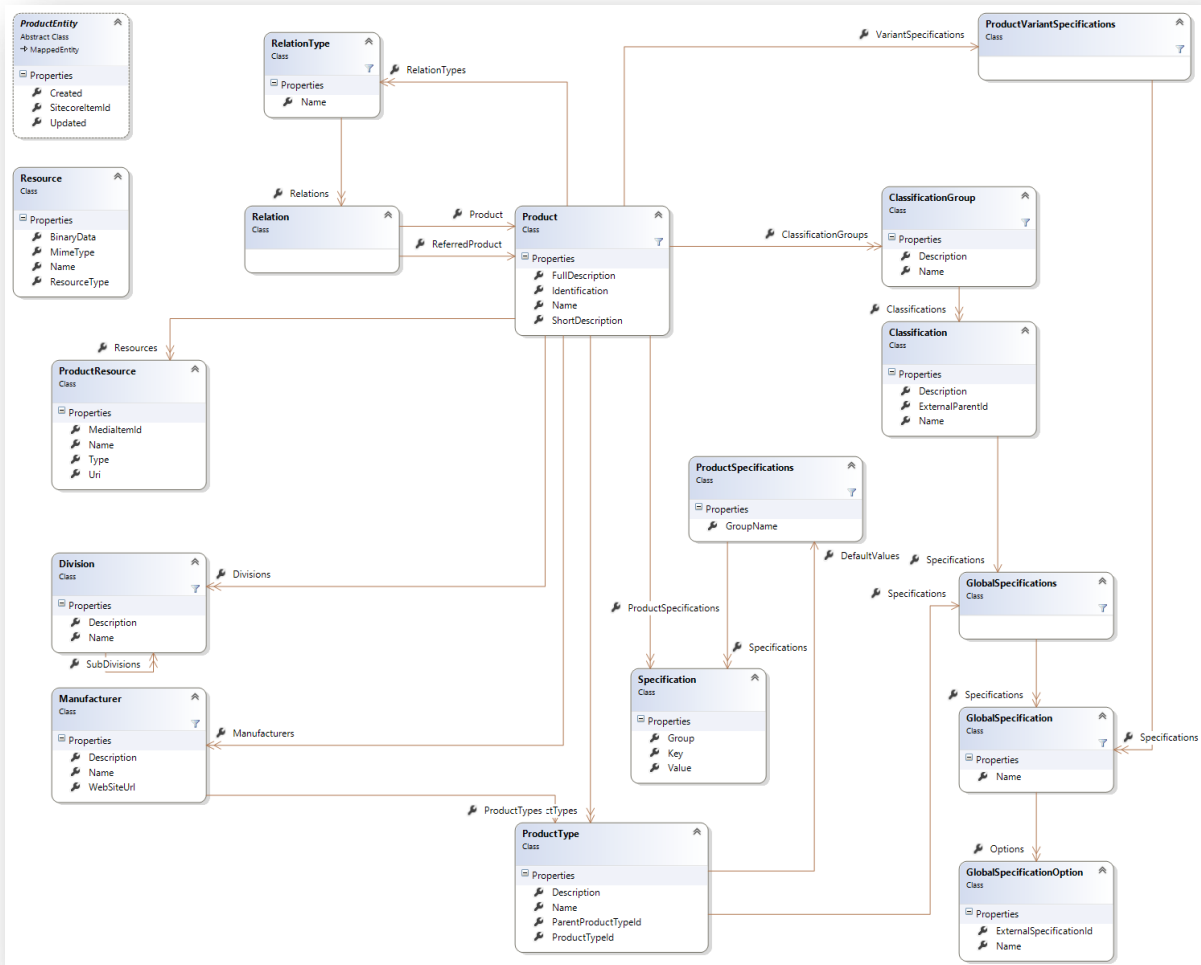 ProductEntity
Abstract Class
MappedEntity
Properties
Created
SitecoreItemId
Updated
Resource
Class
Properties
BinaryData
MimeType
Name
ResourceType
RelationType
Class
Properties
Name
RelationTypes
Relations
Relation
Class
Product
ReferredProduct
Product
Class
Properties
FullDescription
Identification
Name
ShortDescription
VariantSpecifications
ProductVariantSpecifications
Class
ClassificationGroups
ClassificationGroup
Class
Properties
Description
Name
Classifications
Classification
Class
Properties
Description
ExternalParentId
Name
Resources
ProductResource
Class
Properties
MediaItemId
Name
Type
Uri
ProductSpecifications
Class
Properties
GroupName
DefaultValues
Specifications
Specifications
GlobalSpecifications
Class
Division
Class
Properties
Description
Name
Divisions
SubDivisions
ProductSpecifications
Specifications
Specification
Class
Properties
Group
Key
Value
Manufacturer
Class
Properties
Description
Name
WebSiteUrl
Manufacturers
Specifications
GlobalSpecification
Class
Properties
Name
Specifications
ProductTypes
ctTypes
ProductType
Class
Properties
Description
Name
ParentProductTypeId
ProductTypeId
Options
GlobalSpecificationOption
Class
Properties
ExternalSpecificationId
Name